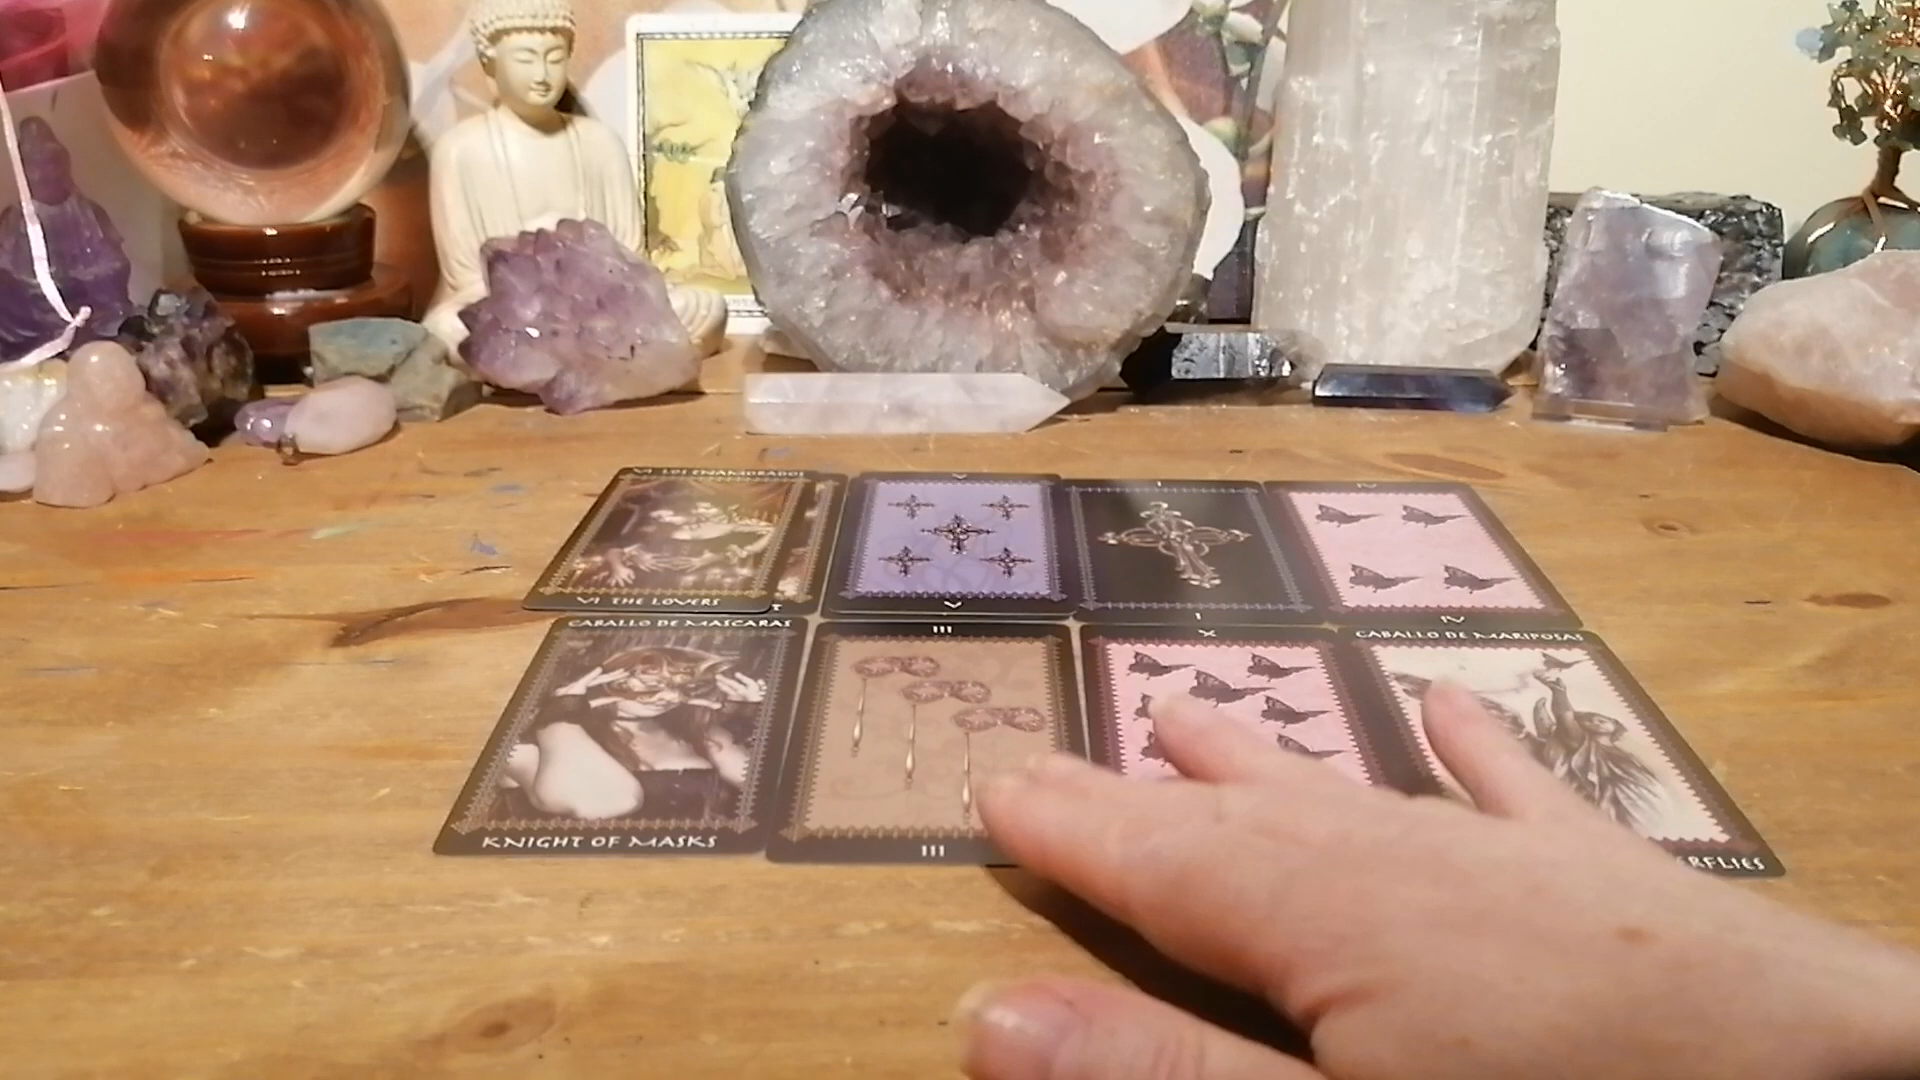 VI LOS ENAMORADOS
VI THE LOVERS
T
V
V
I
I
IV
IV
CABALLO DE MASCARAS
KNIGHT OF MASKS
III
III
X
CABALLO DE MARIPOSAS
ERFLIES